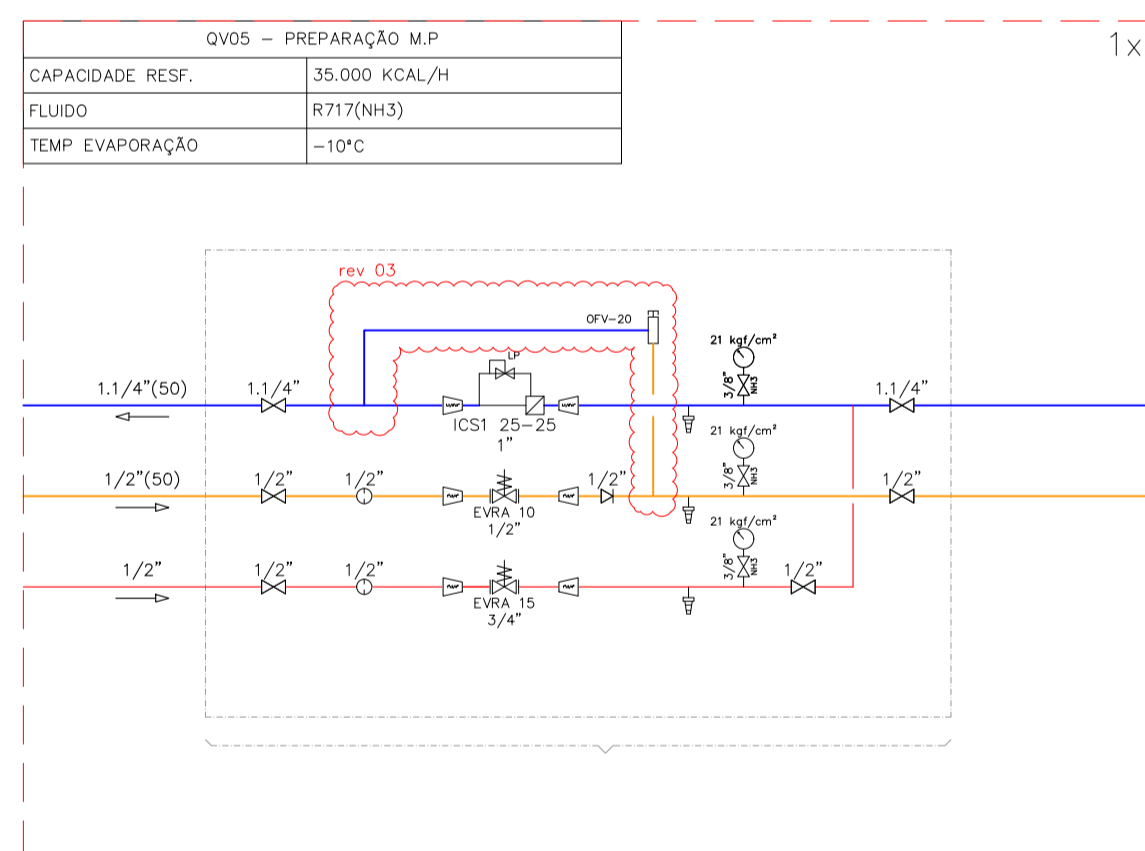 QV05 – PREPARAÇÃO M.P
1x
CAPACIDADE RESF. 35.000 KCAL/H
FLUIDO R717(NH3)
TEMP EVAPORAÇÃO –10°C
rev 03
OFV–20
21 kgf/cm²
LP
3/8"
NH3
1.1/4"(50)
1.1/4"
1.1/4"
ICS1 25–25
1"
21 kgf/cm²
3/8"
NH3
1/2"(50)
1/2"
1/2"
1/2"
1/2"
EVRA 10
1/2"
21 kgf/cm²
3/8"
NH3
1/2"
1/2"
1/2"
1/2"
EVRA 15
3/4"